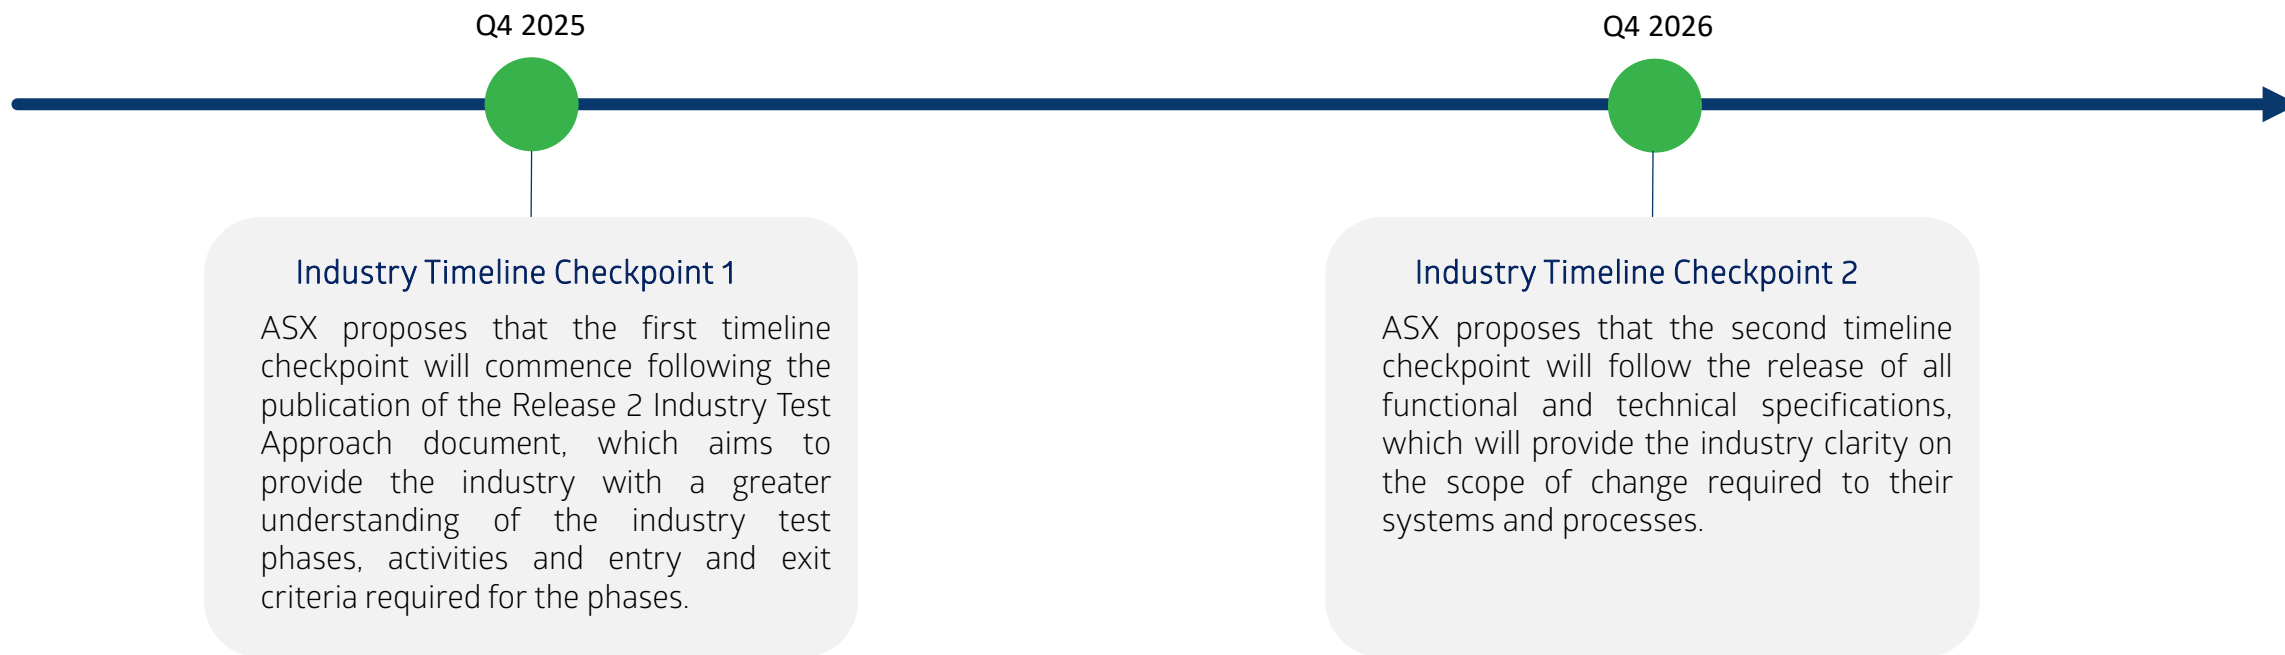 Q4 2025
Q4 2026
Industry Timeline Checkpoint 1
ASX proposes that the first timeline
checkpoint will commence following the
publication of the Release 2 Industry Test
Approach document, which aims to
provide the industry with a greater
understanding of the industry test
phases, activities and entry and exit
criteria required for the phases.
Industry Timeline Checkpoint 2
ASX proposes that the second timeline
checkpoint will follow the release of all
functional and technical specifications,
which will provide the industry clarity on
the scope of change required to their
systems and processes.